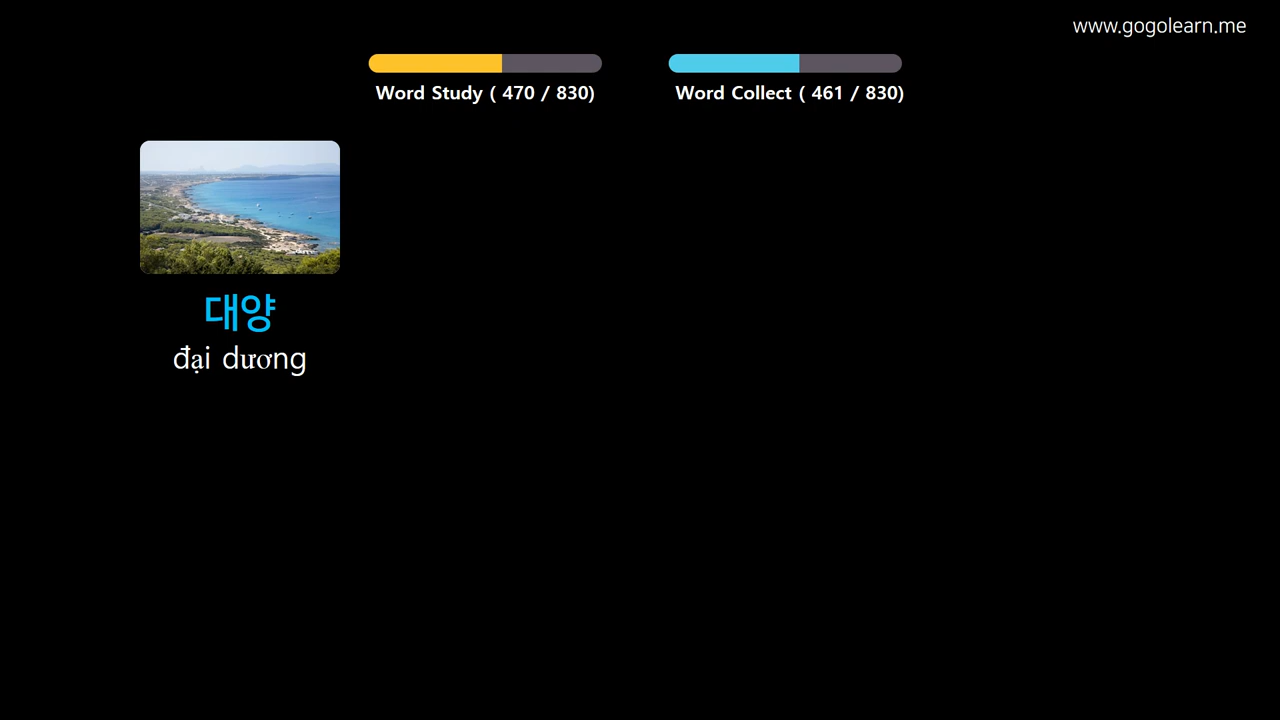 www.gogolearn.me
Word Study ( 470 / 830)
Word Collect ( 461 / 830)
대양
đại dương